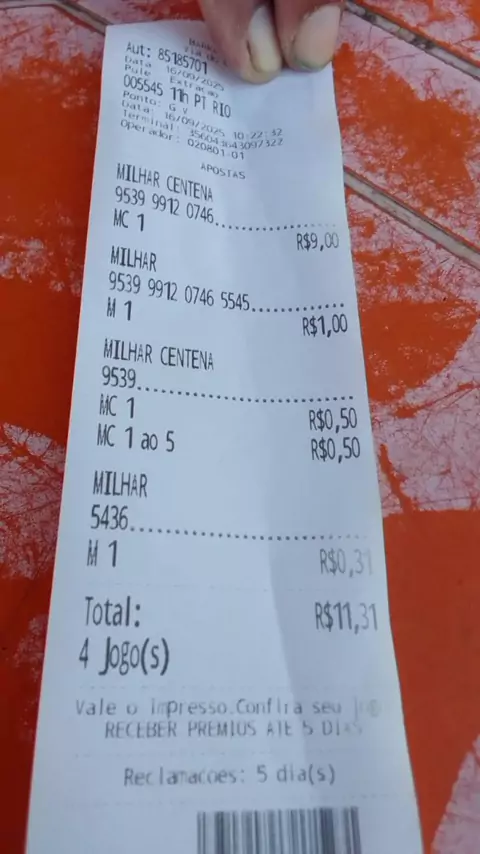 Aut: 85185701
Data 16/09/2025
Pule Extracao
005545 11h PT RIO
Ponto: G V
Data: 16/09/2025 10:22:32
Terminal: 356043643097322
Operador: 020801-01
APOSTAS
MILHAR CENTENA
9539 9912 0746
MC 1 R$9,00
MILHAR
9539 9912 0746 5545
M 1 R$1,00
MILHAR CENTENA
9539
MC 1 R$0,50
MC 1 ao 5 R$0,50
MILHAR
5436
M 1 R$0,31
Total: R$11,31
4 Jogo(s)
Vale o impresso.Confira seu
RECEBER PREMIOS ATE 5 DIAS
Reclamacoes: 5 dia(s)